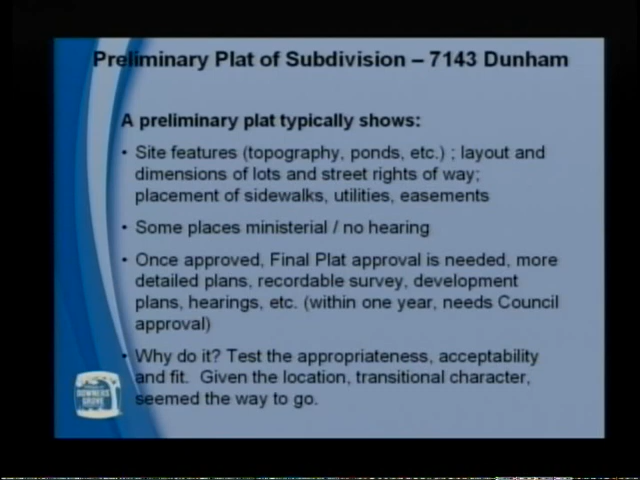 Preliminary Plat of Subdivision – 7143 Dunham
A preliminary plat typically shows:
• Site features (topography, ponds, etc.) ; layout and
dimensions of lots and street rights of way;
placement of sidewalks, utilities, easements
• Some places ministerial / no hearing
• Once approved, Final Plat approval is needed, more
detailed plans, recordable survey, development
plans, hearings, etc. (within one year, needs Council
approval)
• Why do it? Test the appropriateness, acceptability
and fit.  Given the location, transitional character,
seemed the way to go.
DOWNERS
GROVE